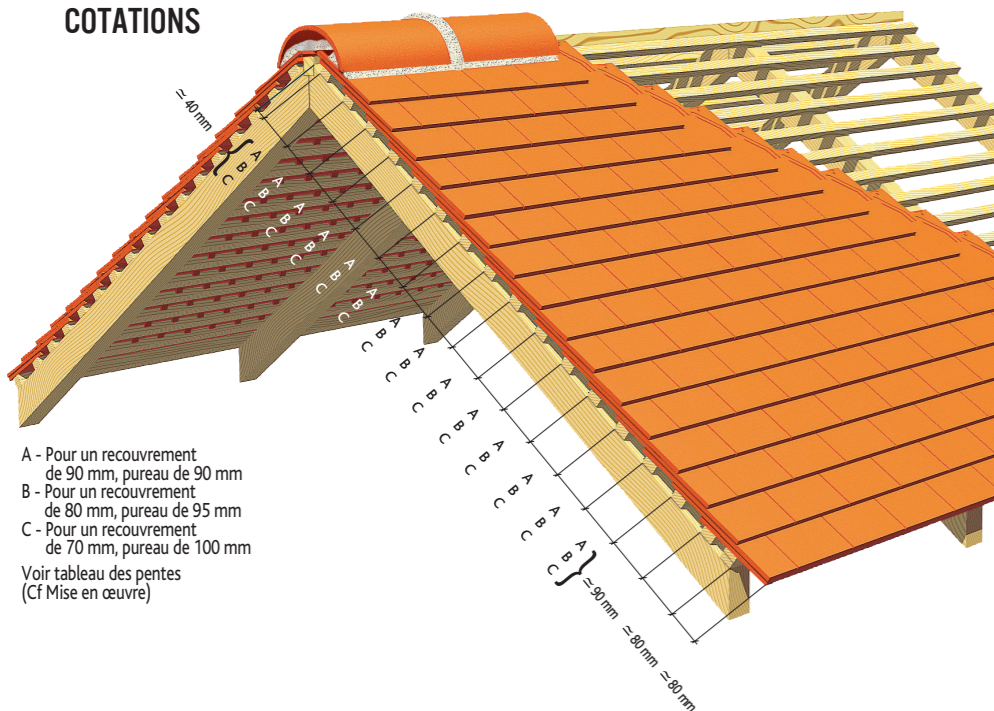 COTATIONS
≃ 40 mm
A B C
A B C
A B C
A B C
A B C
A B C
A B C
A B C
A B C
A B C
A B C
A B C
A B C
A B C
≃ 90 mm
≃ 80 mm
≃ 80 mm
A - Pour un recouvrement
de 90 mm, pureau de 90 mm
B - Pour un recouvrement
de 80 mm, pureau de 95 mm
C - Pour un recouvrement
de 70 mm, pureau de 100 mm
Voir tableau des pentes
(Cf Mise en œuvre)